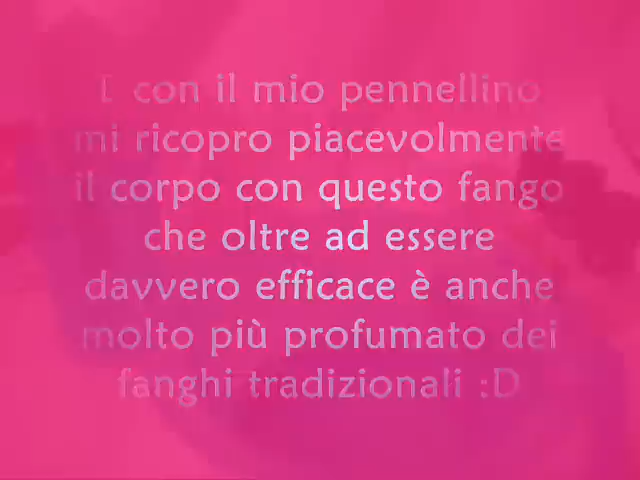 E con il mio pennellino
mi ricopro piacevolmente
il corpo con questo fango
che oltre ad essere
davvero efficace è anche
molto più profumato dei
fanghi tradizionali :D